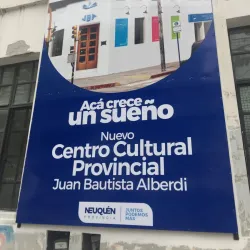 Acá crece
un sueño
Nuevo
Centro Cultural
Provincial
Juan Bautista Alberdi
NEUQUÉN
PROVINCIA
JUNTOS
PODEMOS
MÁS